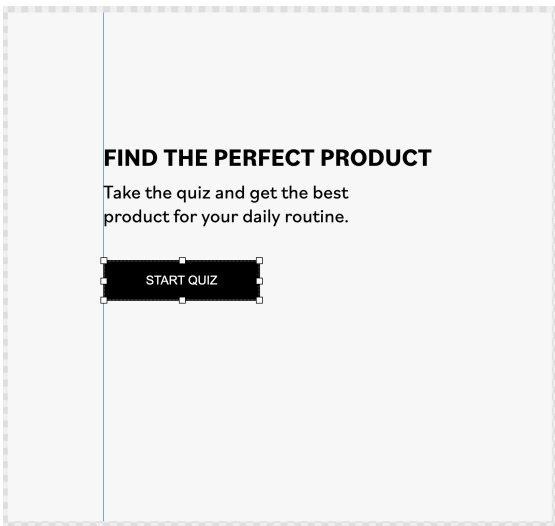 FIND THE PERFECT PRODUCT
Take the quiz and get the best
product for your daily routine.
START QUIZ